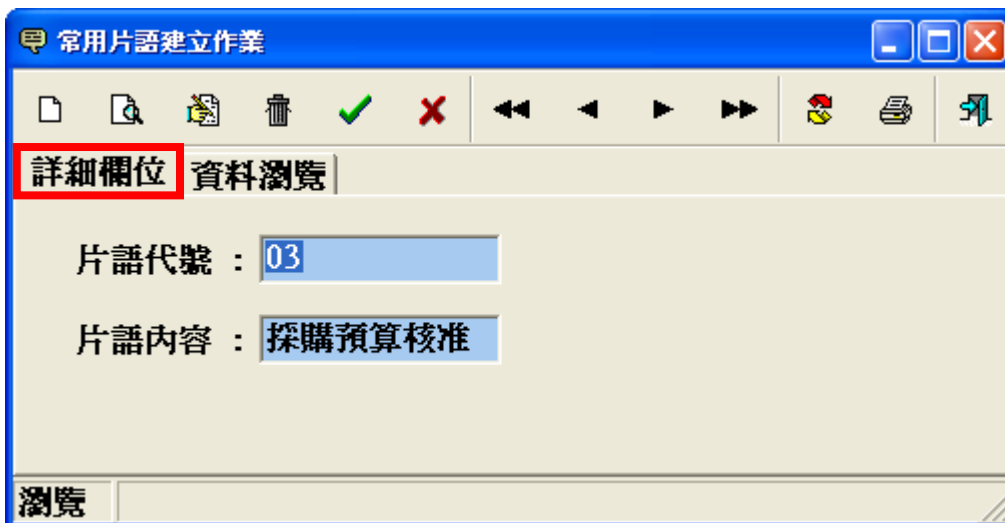 常用片語建立作業
詳細欄位 資料瀏覽
片語代號 : 03
片語內容 : 採購預算核准
瀏覽